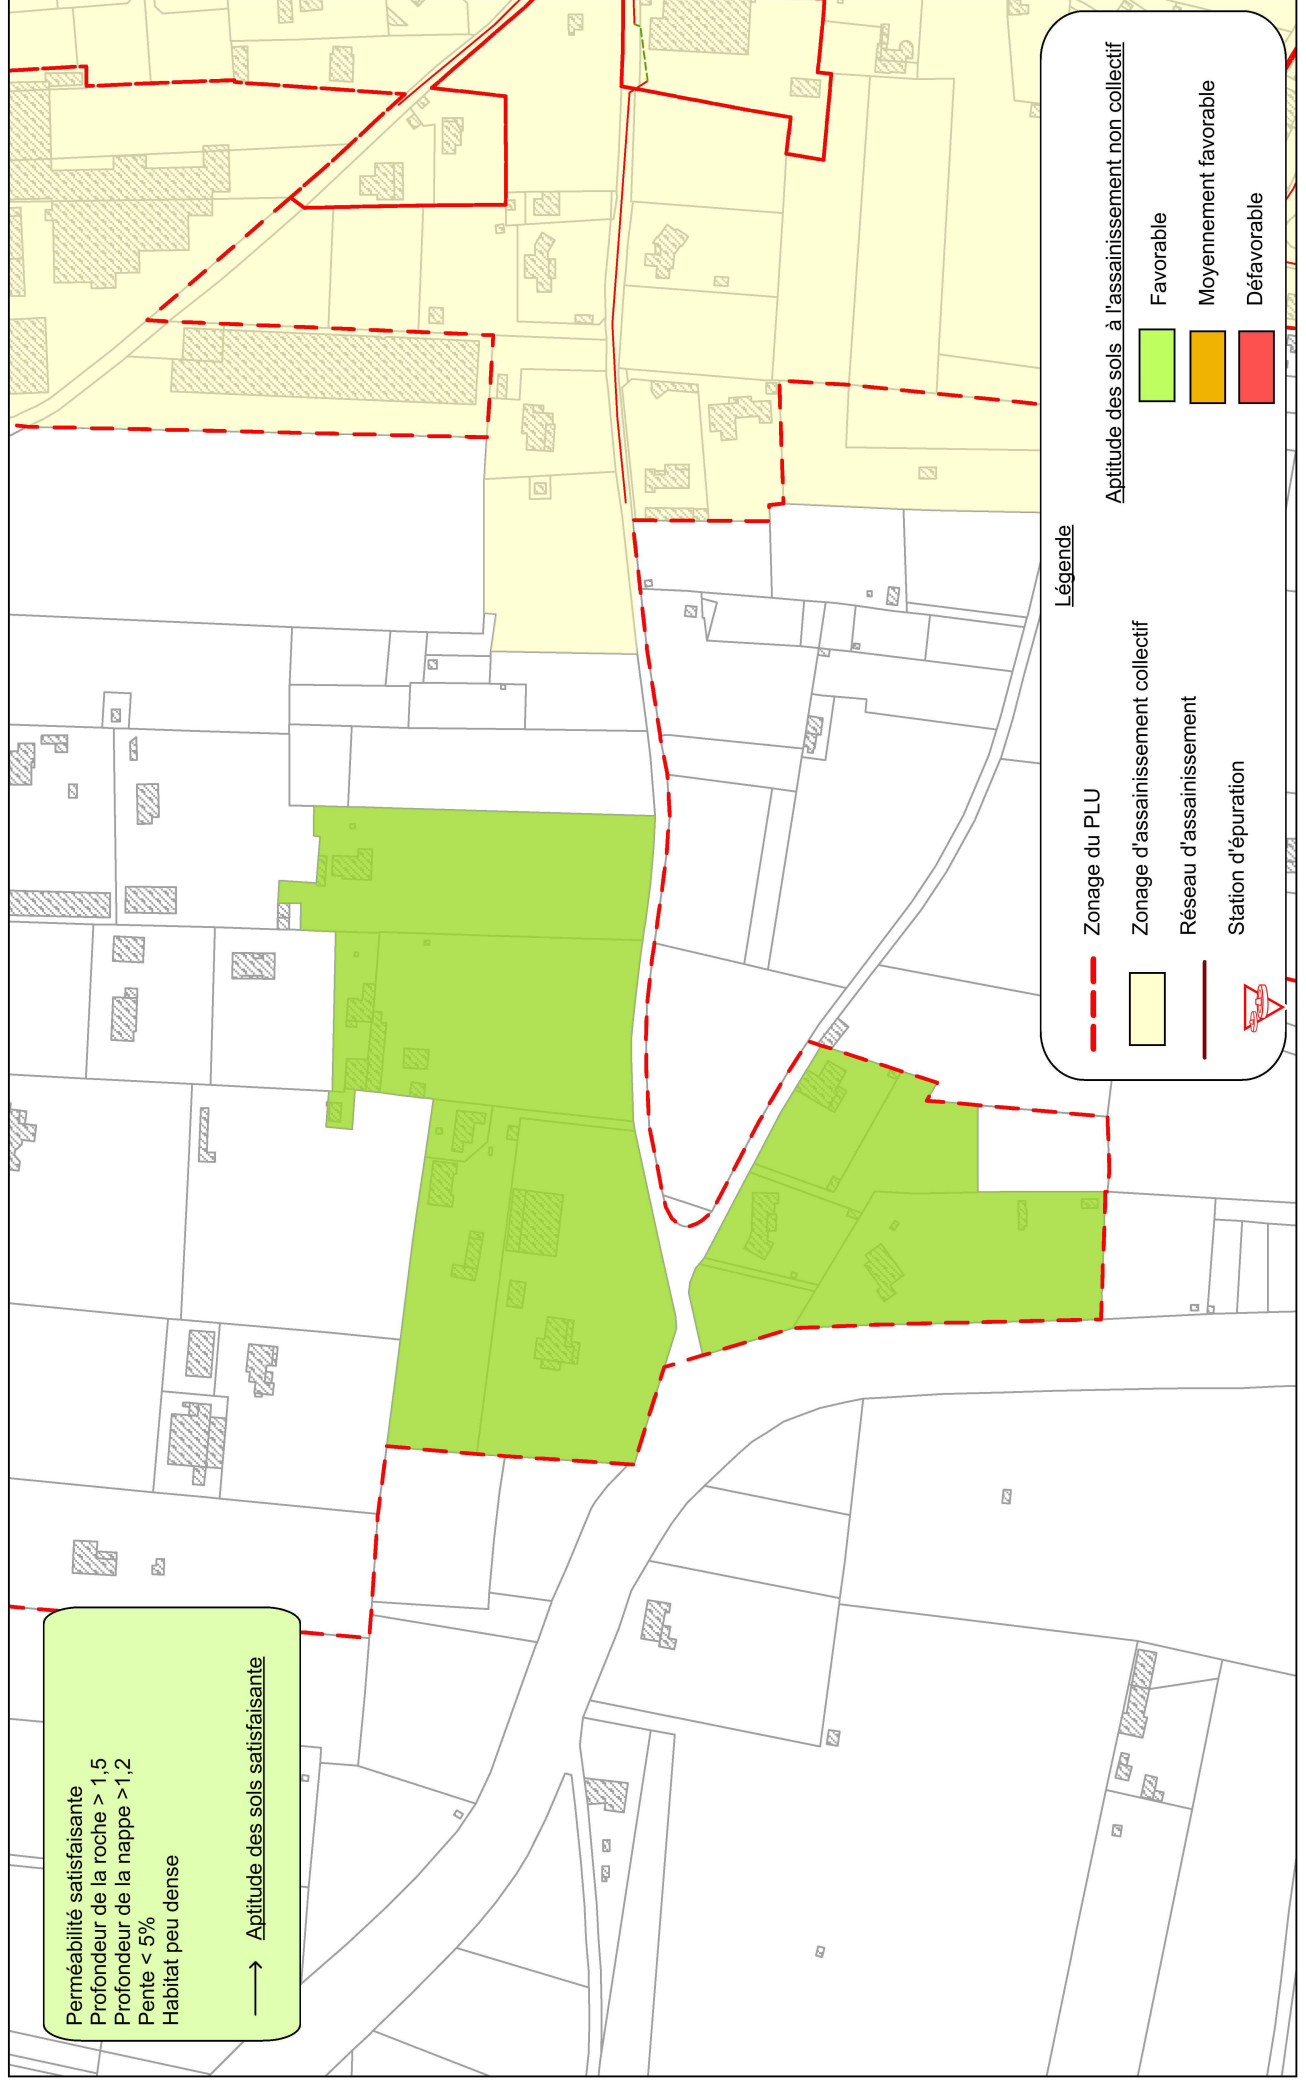 Perméabilité satisfaisante
Profondeur de la roche > 1,5
Profondeur de la nappe >1,2
Pente < 5%
Habitat peu dense
→ Aptitude des sols satisfaisante
Légende
Zonage du PLU
Zonage d'assainissement collectif
Réseau d'assainissement
Station d'épuration
Aptitude des sols à l'assainissement non collectif
Favorable
Moyennement favorable
Défavorable